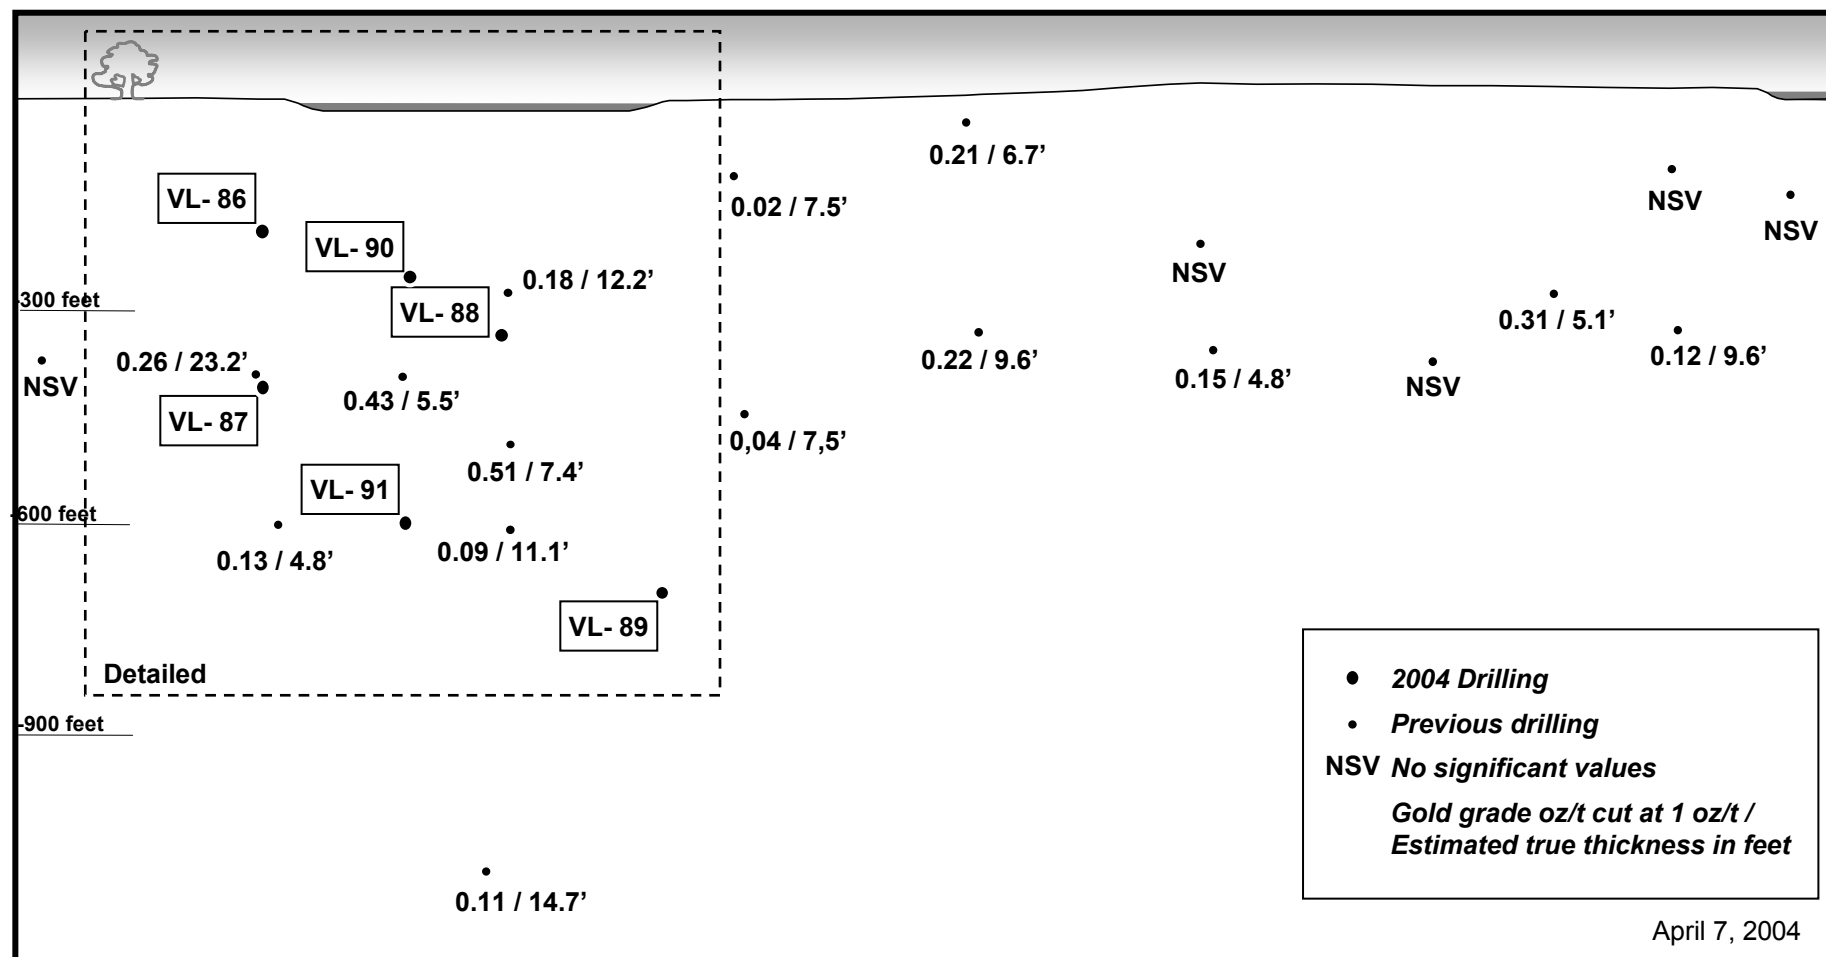 0.21 / 6.7’
VL- 86
0.02 / 7.5’
NSV
NSV
VL- 90
NSV
0.18 / 12.2’
-300 feet
VL- 88
0.31 / 5.1’
0.26 / 23.2’
0.22 / 9.6’
0.12 / 9.6’
NSV
0.15 / 4.8’
NSV
0.43 / 5.5’
VL- 87
0,04 / 7,5’
0.51 / 7.4’
VL- 91
-600 feet
0.13 / 4.8’
0.09 / 11.1’
VL- 89
Detailed
-900 feet
2004 Drilling
Previous drilling
NSV No significant values
Gold grade oz/t cut at 1 oz/t /
Estimated true thickness in feet
0.11 / 14.7’
April 7, 2004